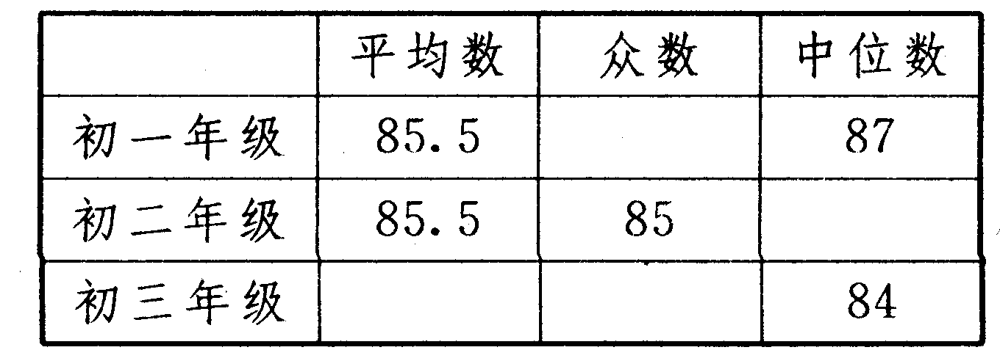 平均数 众数 中位数
初一年级 85.5 87
初二年级 85.5 85
初三年级 84